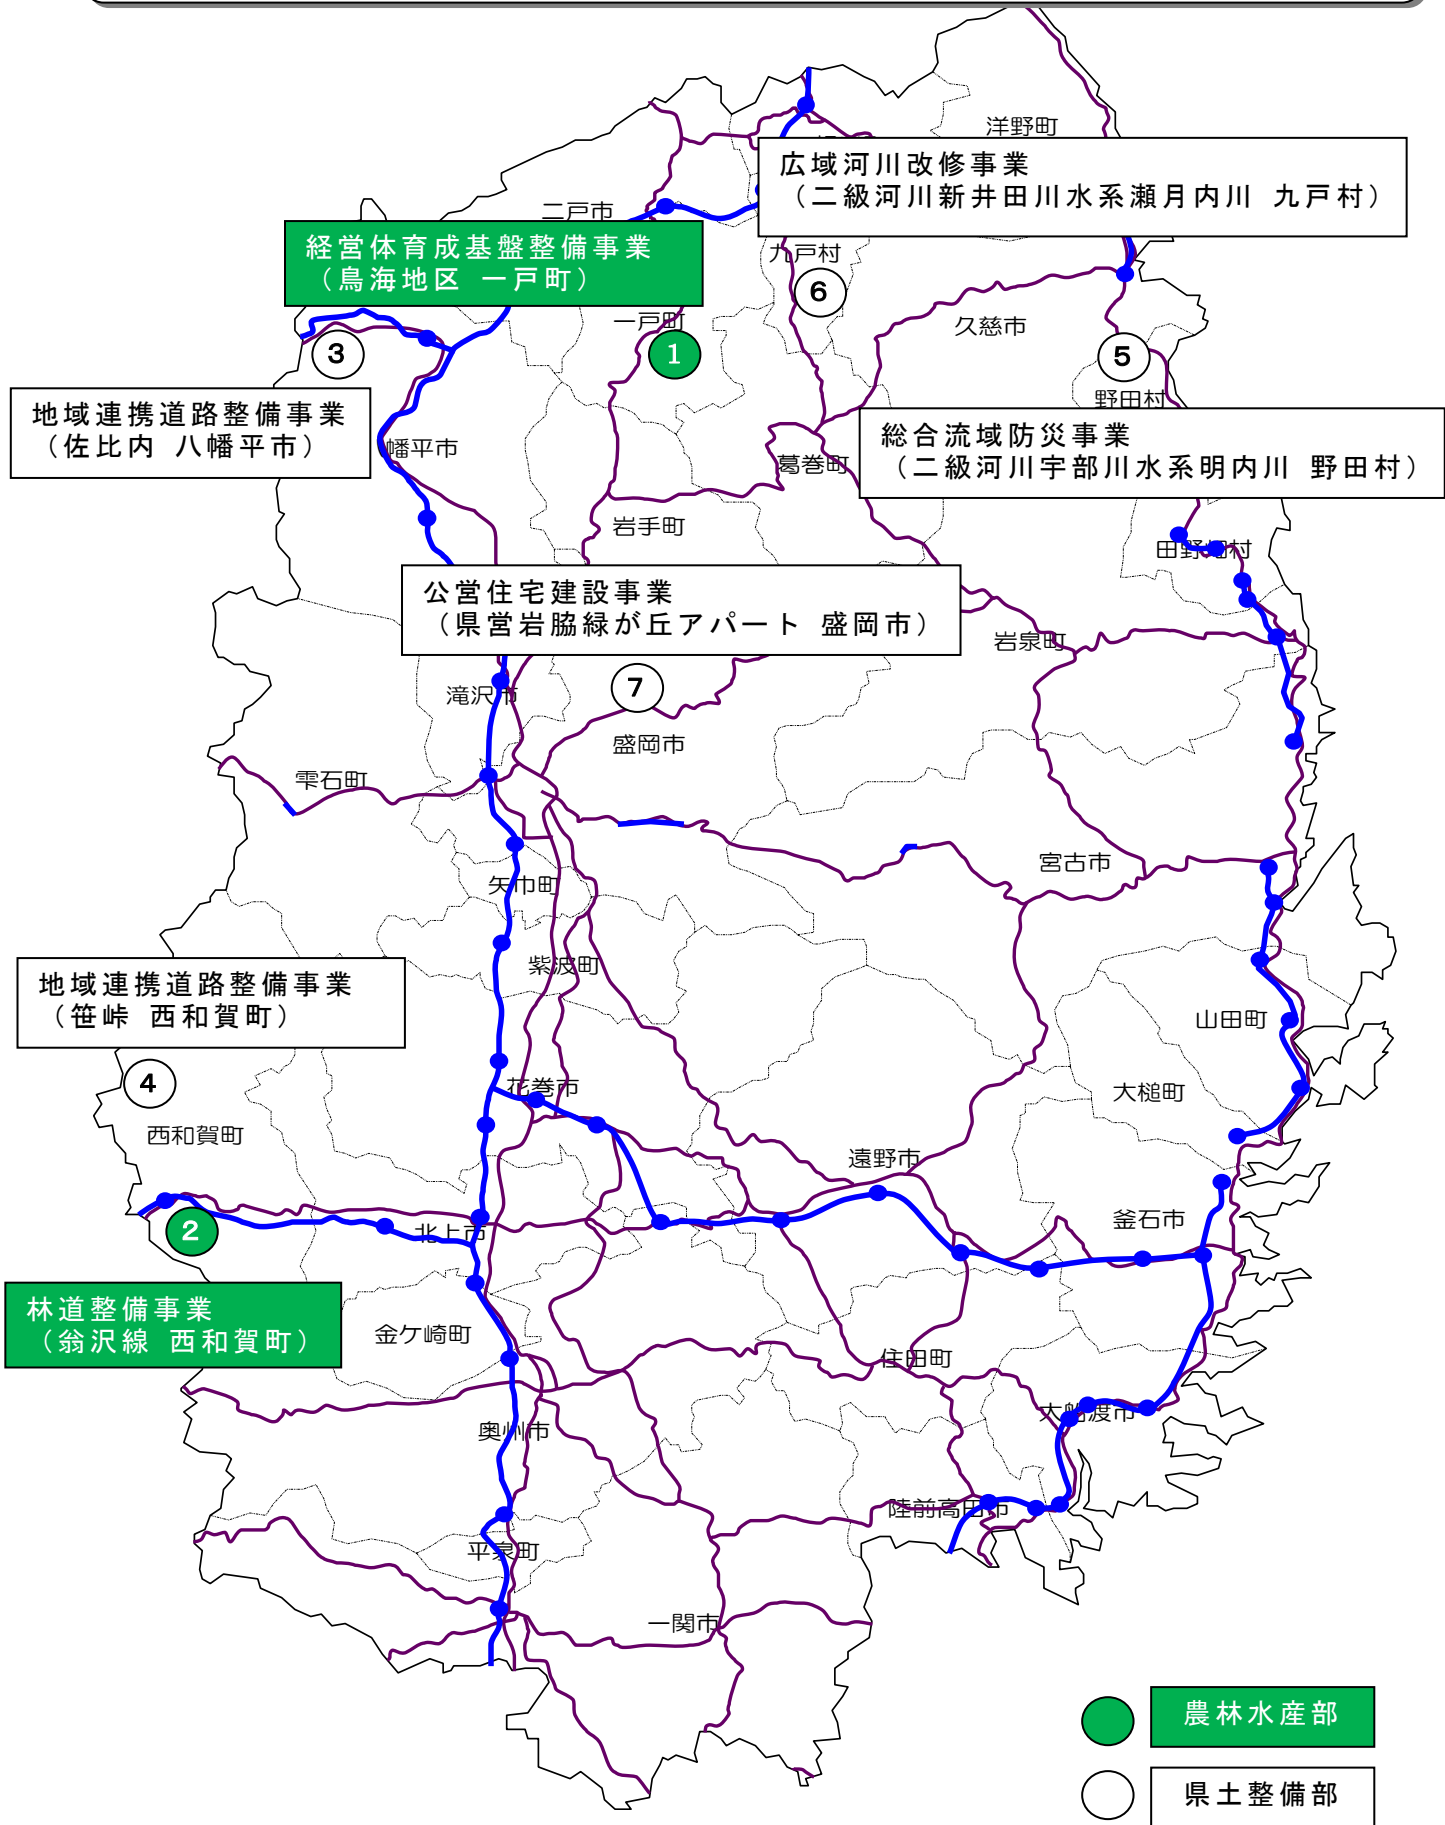 洋野町
広域河川改修事業
（二級河川新井田川水系瀬月内川 九戸村）
二戸市
経営体育成基盤整備事業
（鳥海地区 一戸町）
九戸村
6
一戸町
久慈市
3
1
5
野田村
地域連携道路整備事業
（佐比内 八幡平市）
幡平市
総合流域防災事業
（二級河川宇部川水系明内川 野田村）
葛巻町
岩手町
田野畑村
公営住宅建設事業
（県営岩脇緑が丘アパート 盛岡市）
岩泉町
7
滝沢市
盛岡市
雫石町
宮古市
矢巾町
紫波町
地域連携道路整備事業
（笹峠 西和賀町）
山田町
4
花巻市
大槌町
西和賀町
遠野市
2
北上市
釜石市
林道整備事業
（翁沢線 西和賀町）
金ケ崎町
住田町
大船渡市
奥州市
陸前高田市
平泉町
一関市
農林水産部
県土整備部